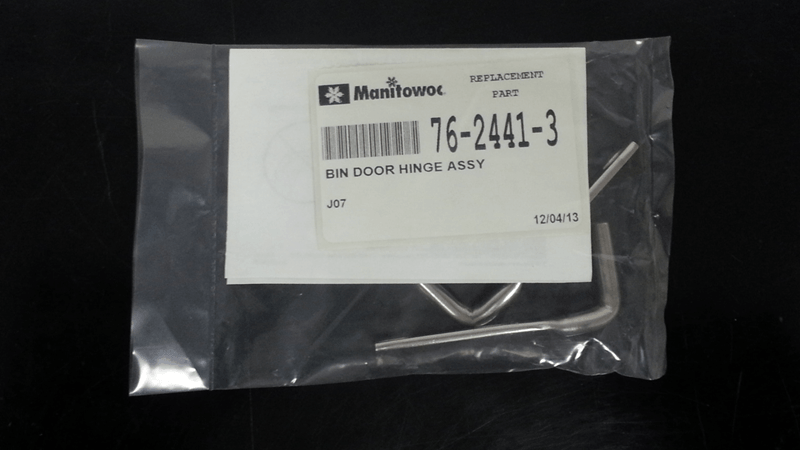 Manitowoc
REPLACEMENT
PART
76-2441-3
BIN DOOR HINGE ASSY
J07
12/04/13